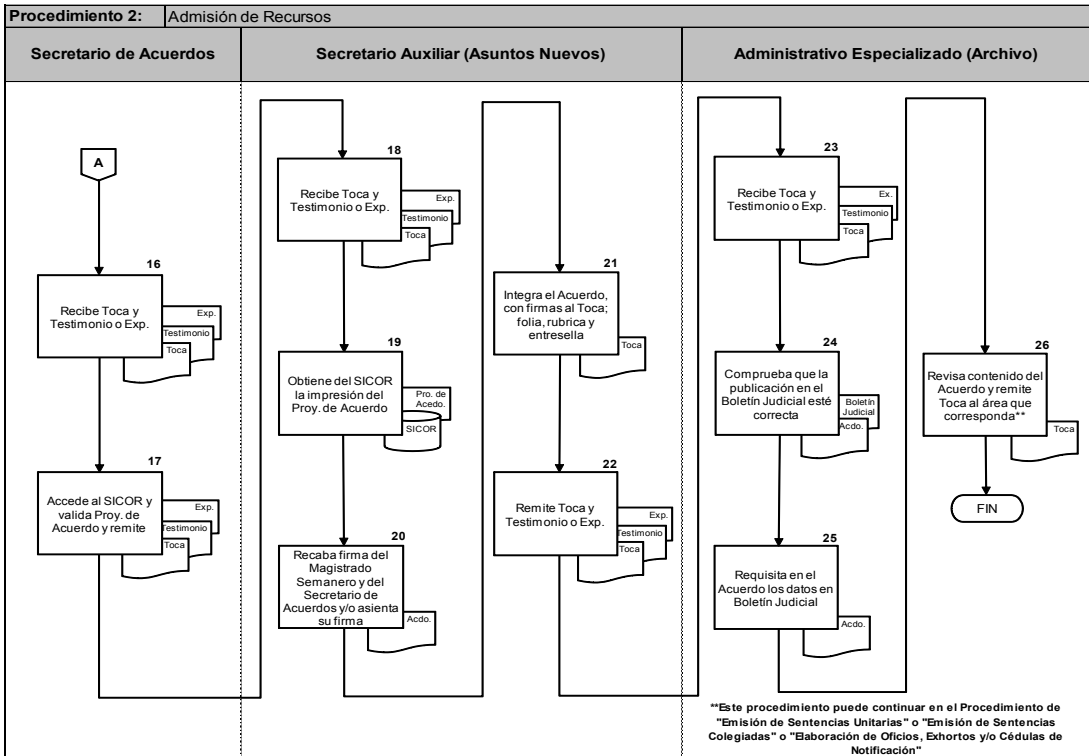 Procedimiento 2: Admisión de Recursos
Secretario de Acuerdos
Secretario Auxiliar (Asuntos Nuevos)
Administrativo Especializado (Archivo)
A
16
Recibe Toca y
Testimonio o Exp.
Exp.
Testimonio
Toca
17
Accede al SICOR y
valida Proy. de
Acuerdo y remite
Exp.
Testimonio
Toca
18
Recibe Toca y
Testimonio o Exp.
Exp.
Testimonio
Toca
19
Obtiene del SICOR
la impresión del
Proy. de Acuerdo
Pro. de
Acedo.
SICOR
20
Recaba firma del
Magistrado
Semanero y del
Secretario de
Acuerdos y/o asienta
su firma
Acdo.
21
Integra el Acuerdo,
con firmas al Toca;
folia, rubrica y
entresella
Toca
22
Remite Toca y
Testimonio o Exp.
Exp.
Testimonio
Toca
23
Recibe Toca y
Testimonio o Exp.
Ex.
Testimonio
Toca
24
Comprueba que la
publicación en el
Boletín Judicial esté
correcta
Boletín
Judicial
Acdo.
25
Requisita en el
Acuerdo los datos en
Boletín Judicial
Acdo.
26
Revisa contenido del
Acuerdo y remite
Toca al área que
corresponda**
Toca
FIN
**Este procedimiento puede continuar en el Procedimiento de
"Emisión de Sentencias Unitarias" o "Emisión de Sentencias
Colegiadas" o "Elaboración de Oficios, Exhortos y/o Cédulas de
Notificación"